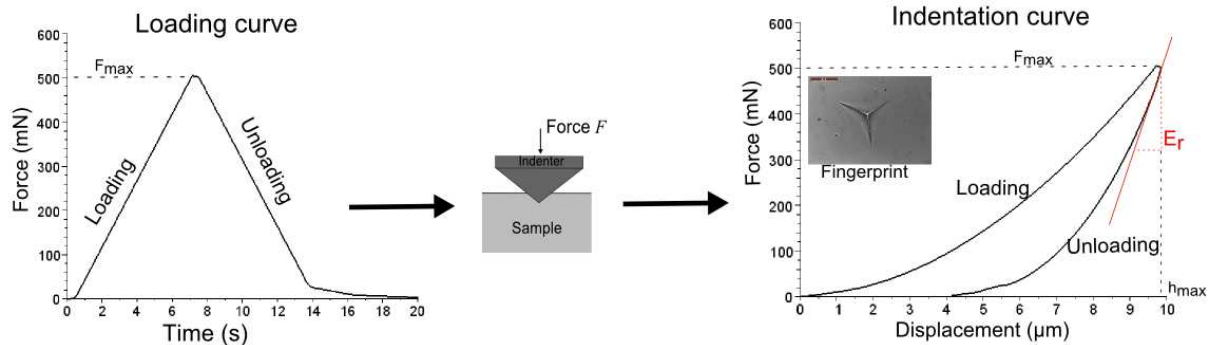 Loading curve
600
500
400
300
200
100
0
Force (mN)
Fmax
Loading
Unloading
0 2 4 6 8 10 12 14 16 18 20
Time (s)
Force F
Indenter
Sample
Indentation curve
600
500
400
300
200
100
0
Force (mN)
Fmax
Fingerprint
Er
Loading
Unloading
hmax
0 1 2 3 4 5 6 7 8 9 10
Displacement (µm)